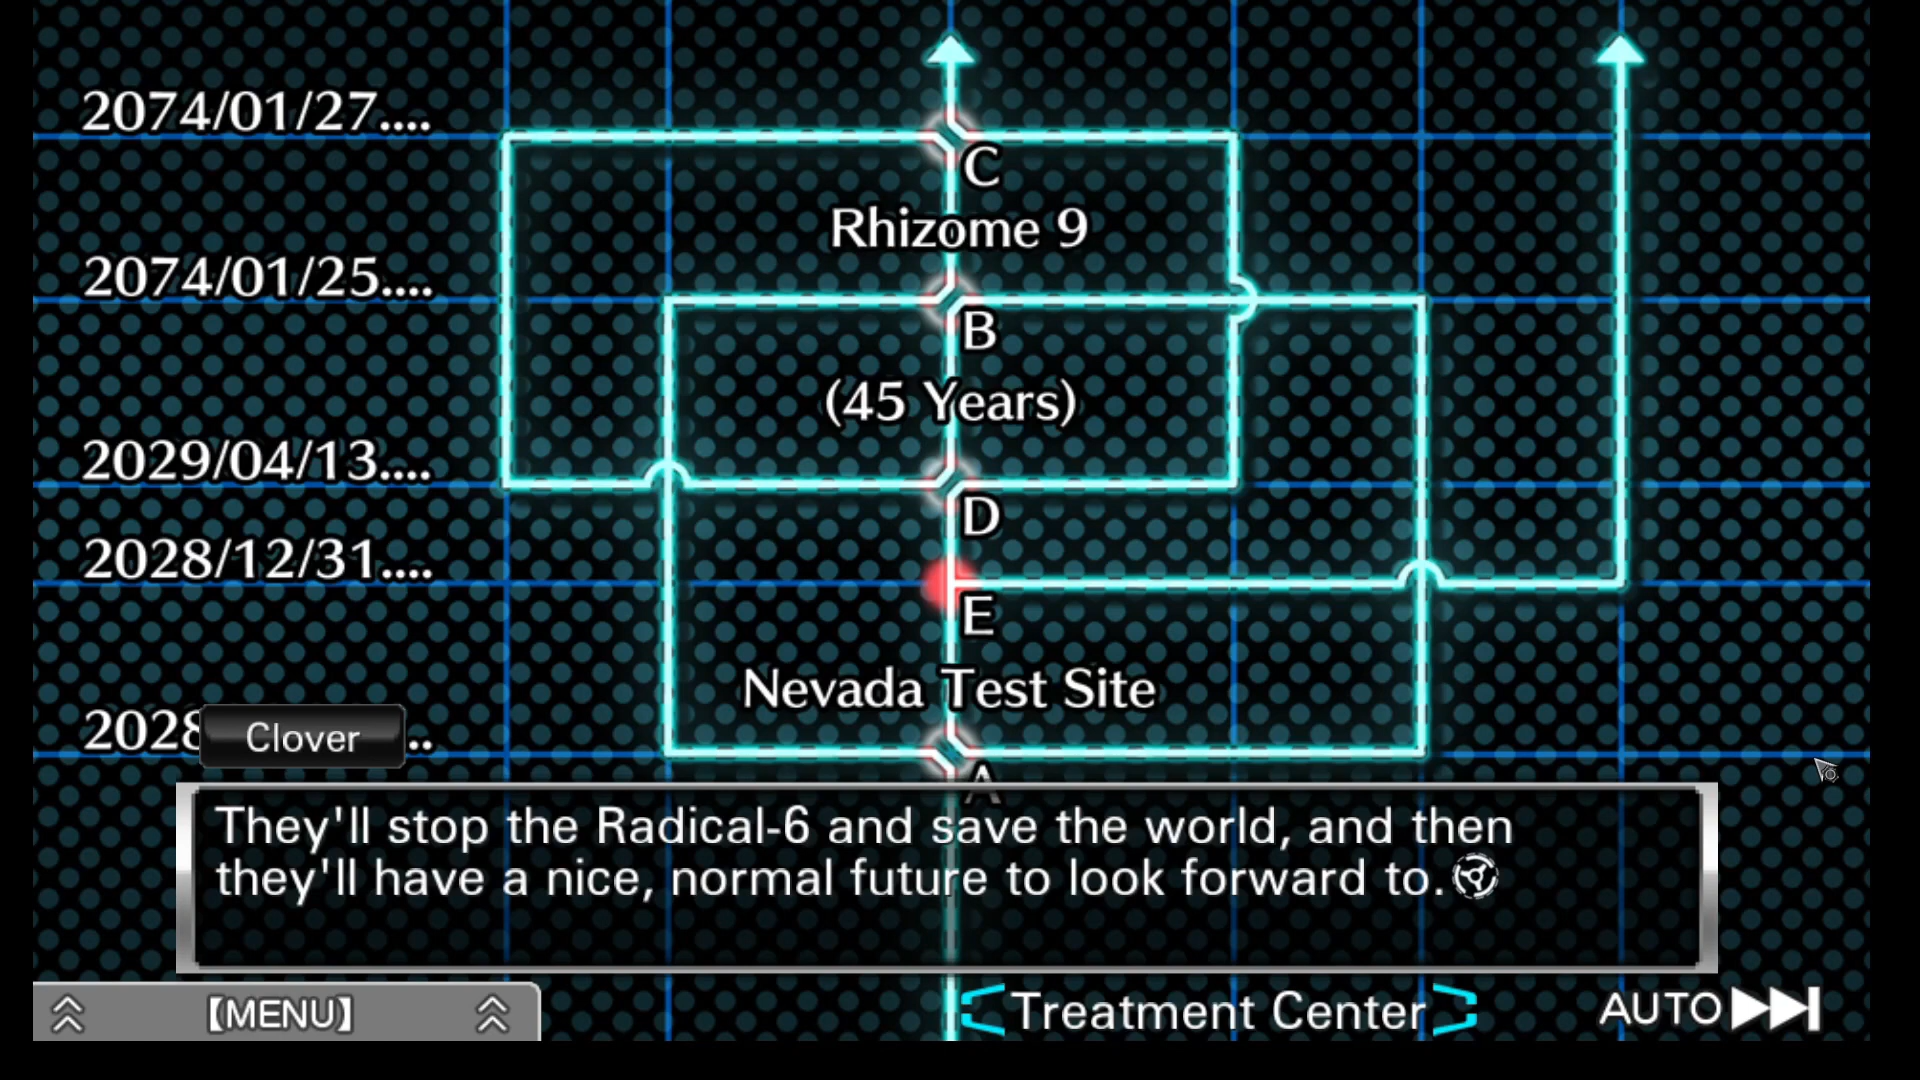 2074/01/27....
C
Rhizome 9
2074/01/25....
B
(45 Years)
2029/04/13....
D
2028/12/31....
E
Nevada Test Site
2028
..
Clover
A
They'll stop the Radical-6 and save the world, and then
they'll have a nice, normal future to look forward to.
【MENU】
Treatment Center
AUTO